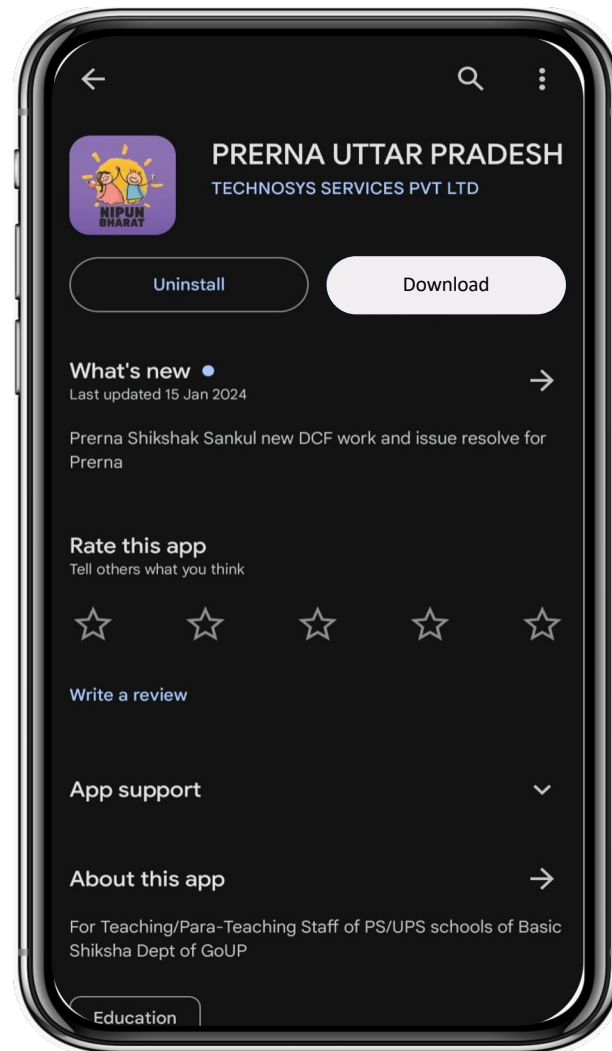 PRERNA UTTAR PRADESH
TECHNOSYS SERVICES PVT LTD
NIPUN
BHARAT
Uninstall
Download
What's new
Last updated 15 Jan 2024
Prerna Shikshak Sankul new DCF work and issue resolve for
Prerna
Rate this app
Tell others what you think
Write a review
App support
About this app
For Teaching/Para-Teaching Staff of PS/UPS schools of Basic
Shiksha Dept of GoUP
Education